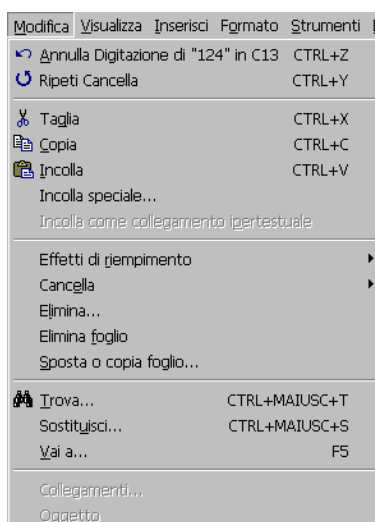 Modifica Visualizza Inserisci Formato Strumenti
Annulla Digitazione di "124" in C13 CTRL+Z
Ripeti Cancella CTRL+Y
Taglia CTRL+X
Copia CTRL+C
Incolla CTRL+V
Incolla speciale...
Incolla come collegamento ipertestuale
Effetti di riempimento
Cancella
Elimina...
Elimina foglio
Sposta o copia foglio...
Trova... CTRL+MAIUSC+T
Sostituisci... CTRL+MAIUSC+S
Vai a... F5
Collegamenti...
Oggetto